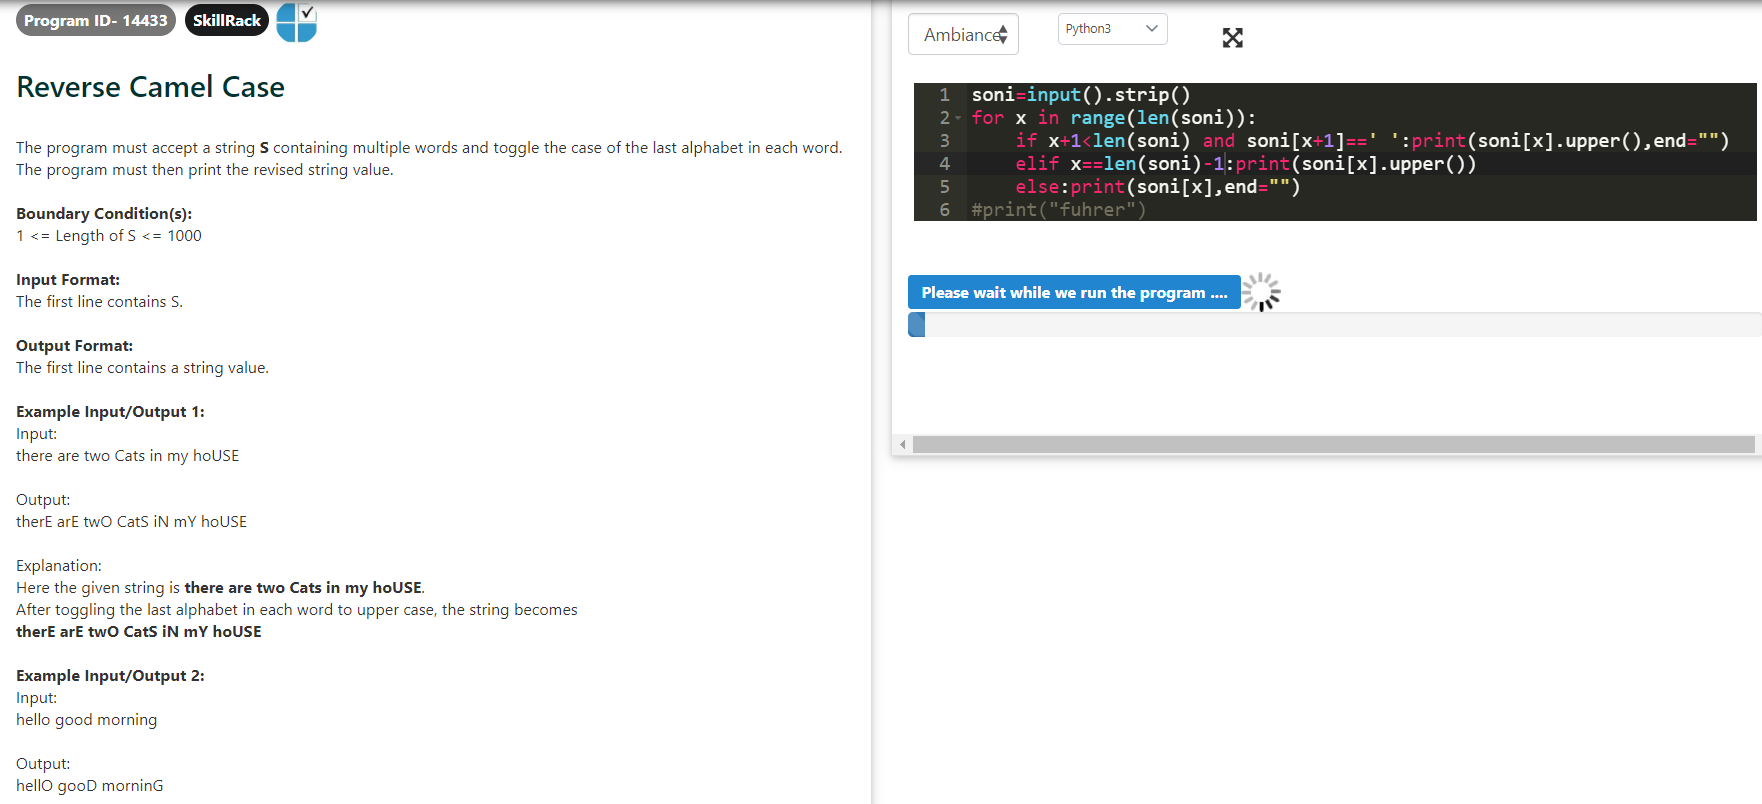 Program ID- 14433 SkillRack
Reverse Camel Case
The program must accept a string S containing multiple words and toggle the case of the last alphabet in each word.
The program must then print the revised string value.
Boundary Condition(s):
1 <= Length of S <= 1000
Input Format:
The first line contains S.
Output Format:
The first line contains a string value.
Example Input/Output 1:
Input:
there are two Cats in my hoUSE
Output:
therE arE twO CatS iN mY hoUSE
Explanation:
Here the given string is there are two Cats in my hoUSE.
After toggling the last alphabet in each word to upper case, the string becomes
therE arE twO CatS iN mY hoUSE
Example Input/Output 2:
Input:
hello good morning
Output:
hellO gooD morninG
Ambiance Python3
1 soni=input().strip()
2 for x in range(len(soni)):
3     if x+1<len(soni) and soni[x+1]==' ':print(soni[x].upper(),end="")
4     elif x==len(soni)-1:print(soni[x].upper())
5     else:print(soni[x],end="")
6 #print("fuhrer")
Please wait while we run the program ....